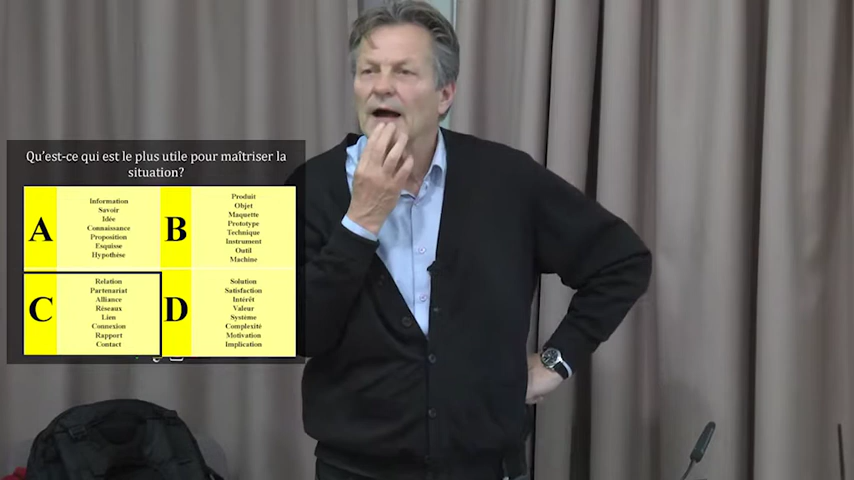 Qu'est-ce qui est le plus utile pour maîtriser la
situation?
A
Information
Savoir
Idée
Connaissance
Proposition
Esquisse
Hypothèse
B
Produit
Objet
Maquette
Prototype
Technique
Instrument
Outil
Machine
C
Relation
Partenariat
Alliance
Réseaux
Lien
Connexion
Rapport
Contact
D
Solution
Satisfaction
Intérêt
Valeur
Système
Complexité
Motivation
Implication